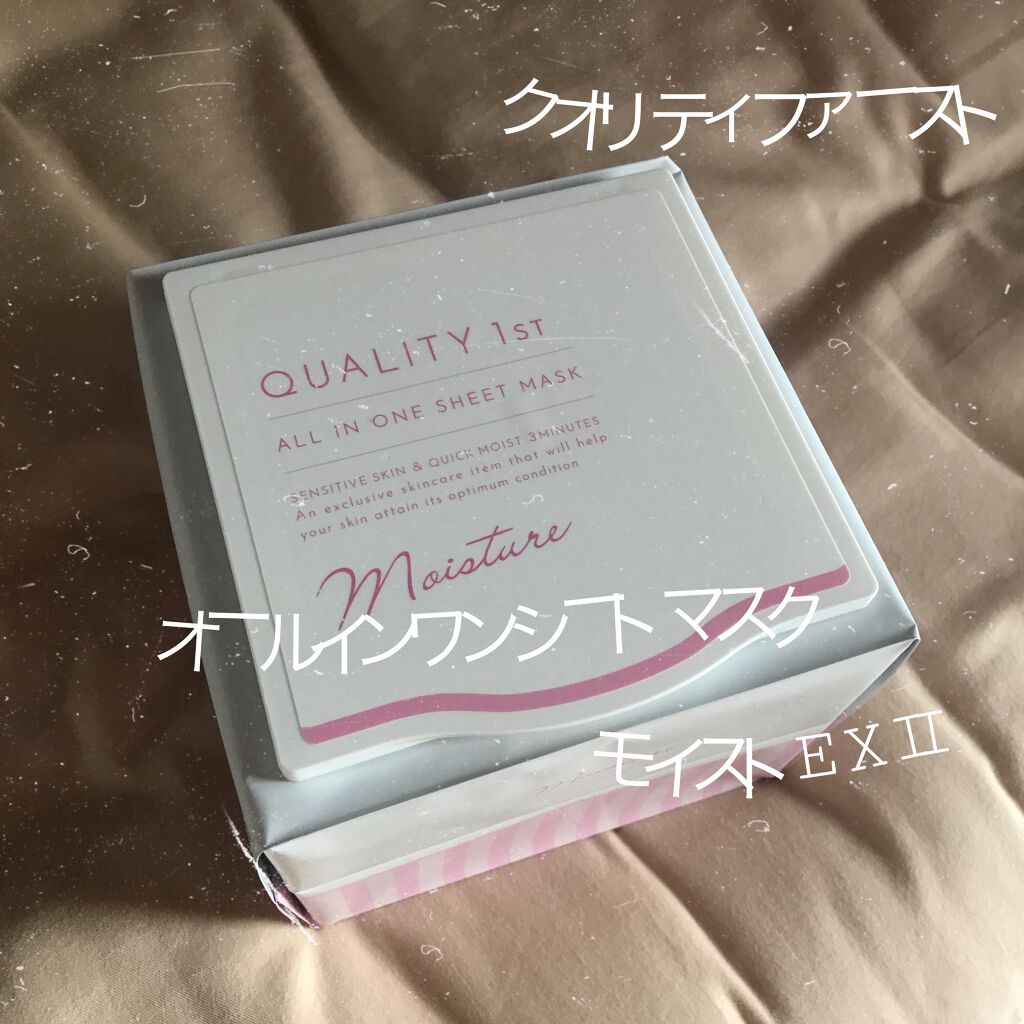 クオリティファースト
QUALITY 1ST
ALL IN ONE SHEET MASK
SENSITIVE SKIN & QUICK MOIST 3MINUTES
An exclusive skincare item that will help
your skin attain its optimum condition
Moisture
オールインワンシートマスク
モイストEXⅡ